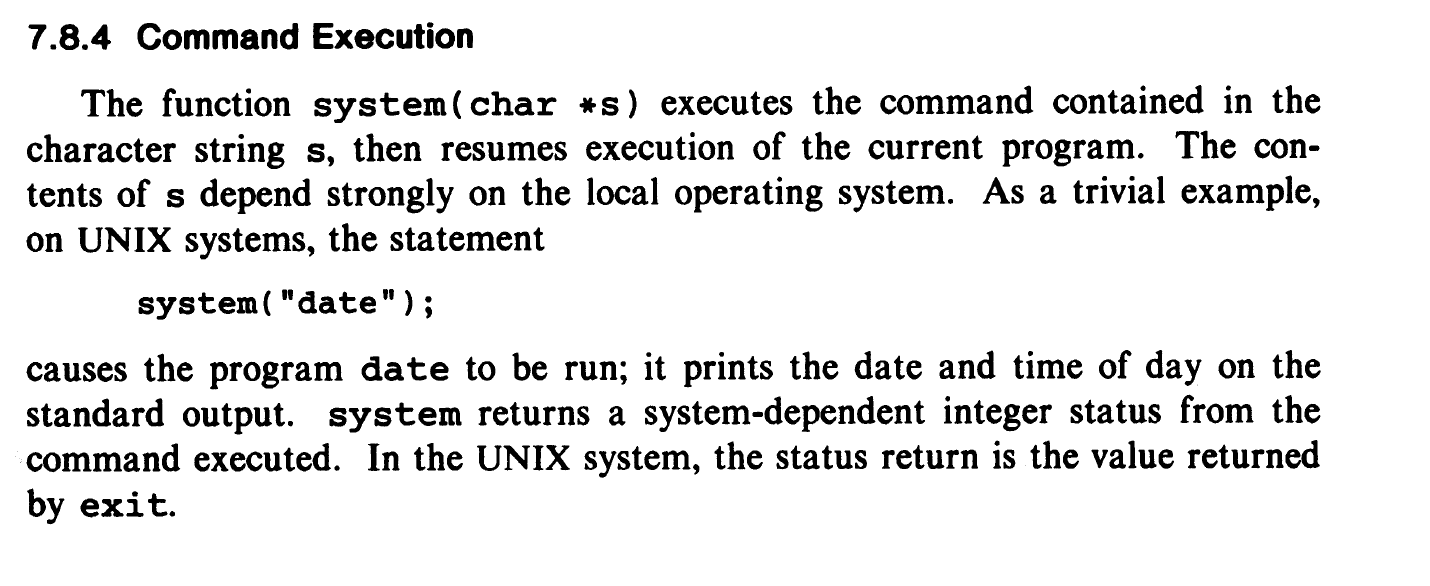 7.8.4 Command Execution
The function system(char *s) executes the command contained in the
character string s, then resumes execution of the current program. The con-
tents of s depend strongly on the local operating system. As a trivial example,
on UNIX systems, the statement
system("date");
causes the program date to be run; it prints the date and time of day on the
standard output. system returns a system-dependent integer status from the
command executed. In the UNIX system, the status return is the value returned
by exit.